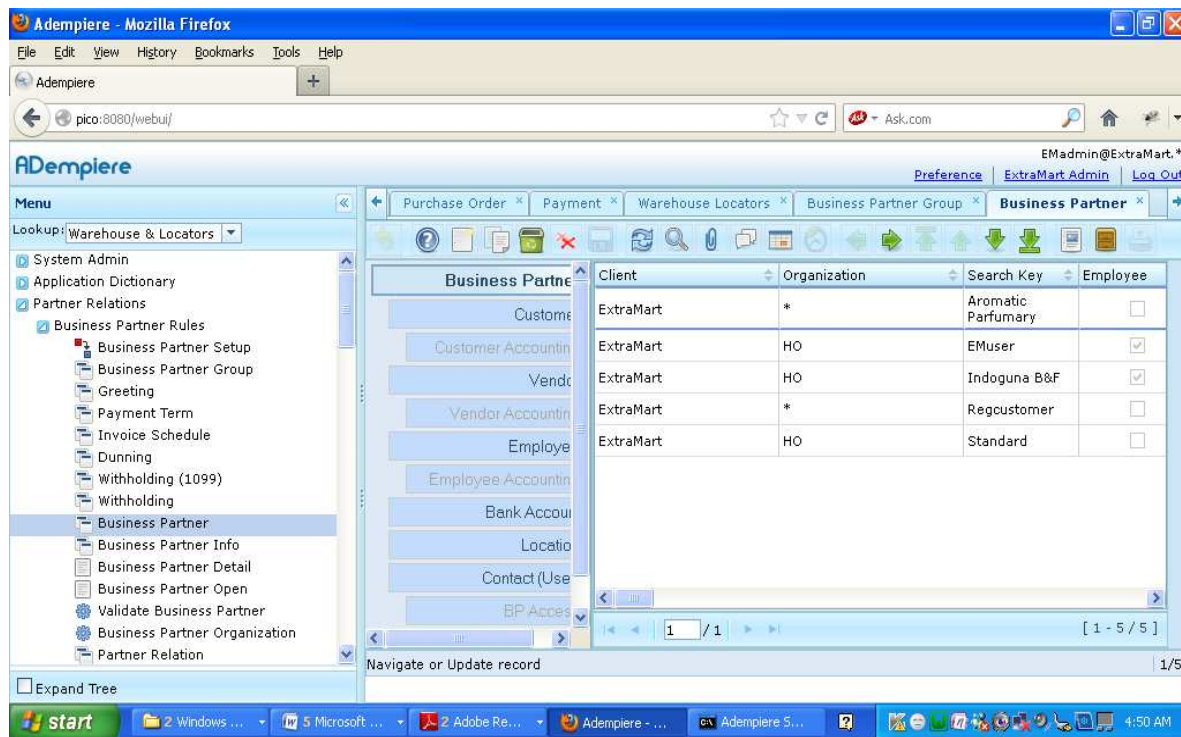 Adempiere - Mozilla Firefox
File Edit View History Bookmarks Tools Help
Adempiere
pico:8080/webui/
Ask.com
ADempiere
EMadmin@ExtraMart.*
Preference | ExtraMart Admin | Log Out
Menu
Lookup: Warehouse & Locators
System Admin
Application Dictionary
Partner Relations
Business Partner Rules
Business Partner Setup
Business Partner Group
Greeting
Payment Term
Invoice Schedule
Dunning
Withholding (1099)
Withholding
Business Partner
Business Partner Info
Business Partner Detail
Business Partner Open
Validate Business Partner
Business Partner Organization
Partner Relation
Expand Tree
Purchase Order Payment Warehouse Locators Business Partner Group Business Partner
Business Partne
Custome
Customer Accountin
Vendo
Vendor Accountin
Employe
Employee Accountin
Bank Accou
Locatio
Contact (Use
BP Acces
Client Organization Search Key Employee
ExtraMart * Aromatic Parfumary
ExtraMart HO EMuser
ExtraMart HO Indoguna B&F
ExtraMart * Regcustomer
ExtraMart HO Standard
1 / 1 [ 1 - 5 / 5 ]
Navigate or Update record 1/5
start 2 Windows ... 5 Microsoft ... 2 Adobe Re... Adempiere - ... Adempiere S... 4:50 AM